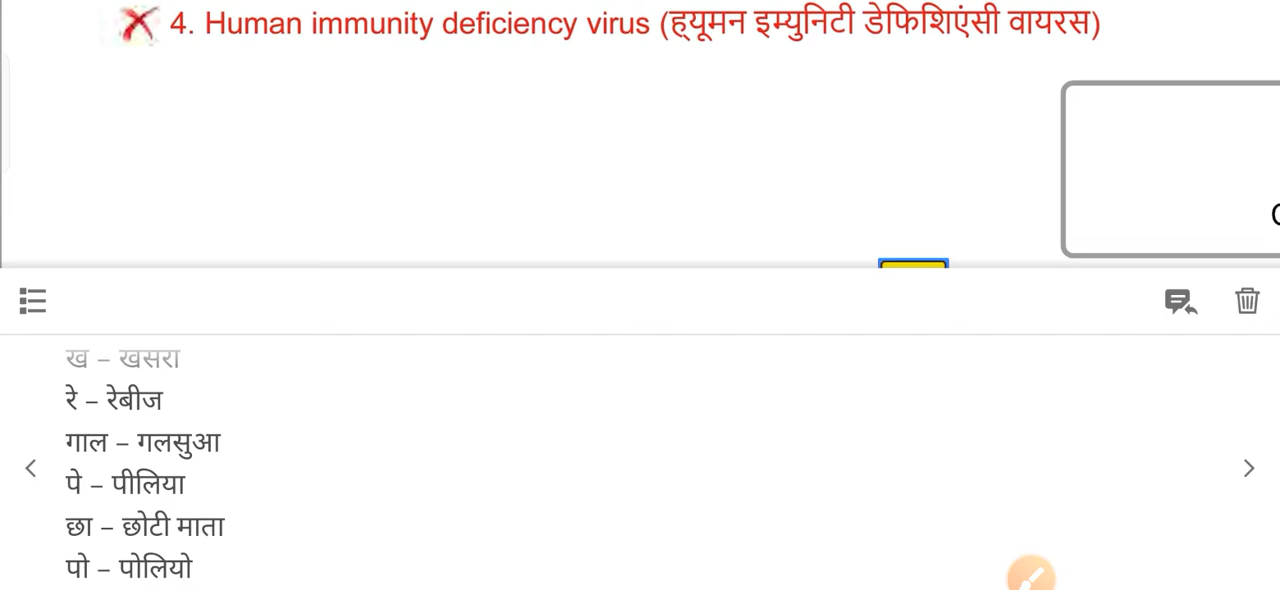 4. Human immunity deficiency virus (ह्यूमन इम्युनिटी डेफिशिएंसी वायरस)
ख – खसरा
रे – रेबीज
गाल – गलसुआ
पे – पीलिया
छा – छोटी माता
पो – पोलियो